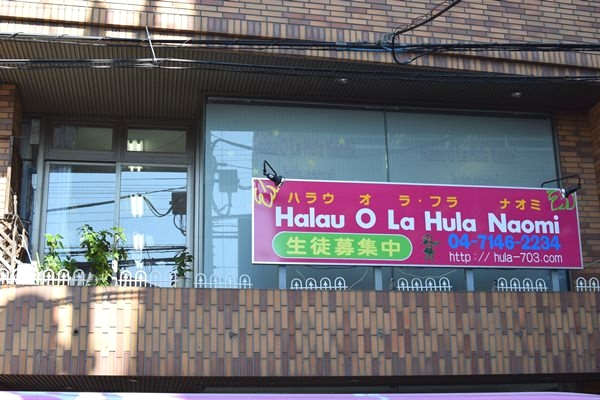 ハラウ オ ラ・フラ ナオミ
Halau O La Hula Naomi
生徒募集中
04-7146-2234
http://hula-703.com